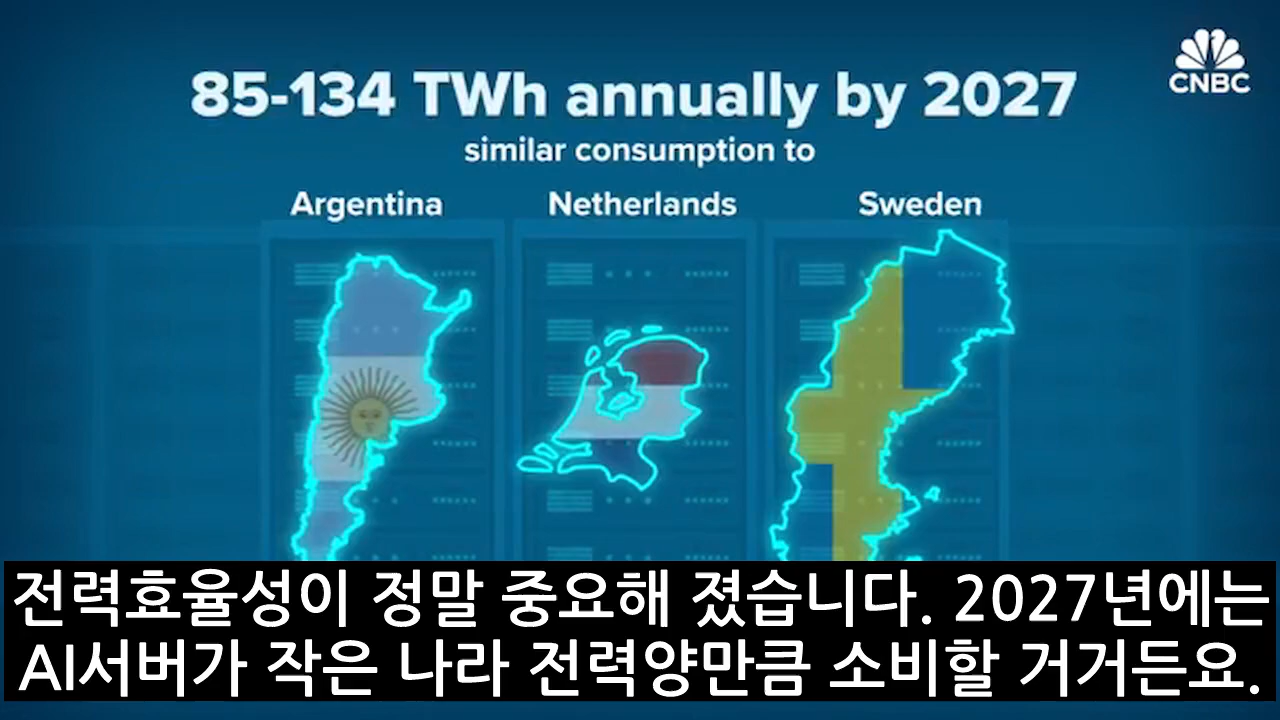 CNBC
85-134 TWh annually by 2027
similar consumption to
Argentina Netherlands Sweden
전력효율성이 정말 중요해 졌습니다. 2027년에는
AI서버가 작은 나라 전력양만큼 소비할 거거든요.